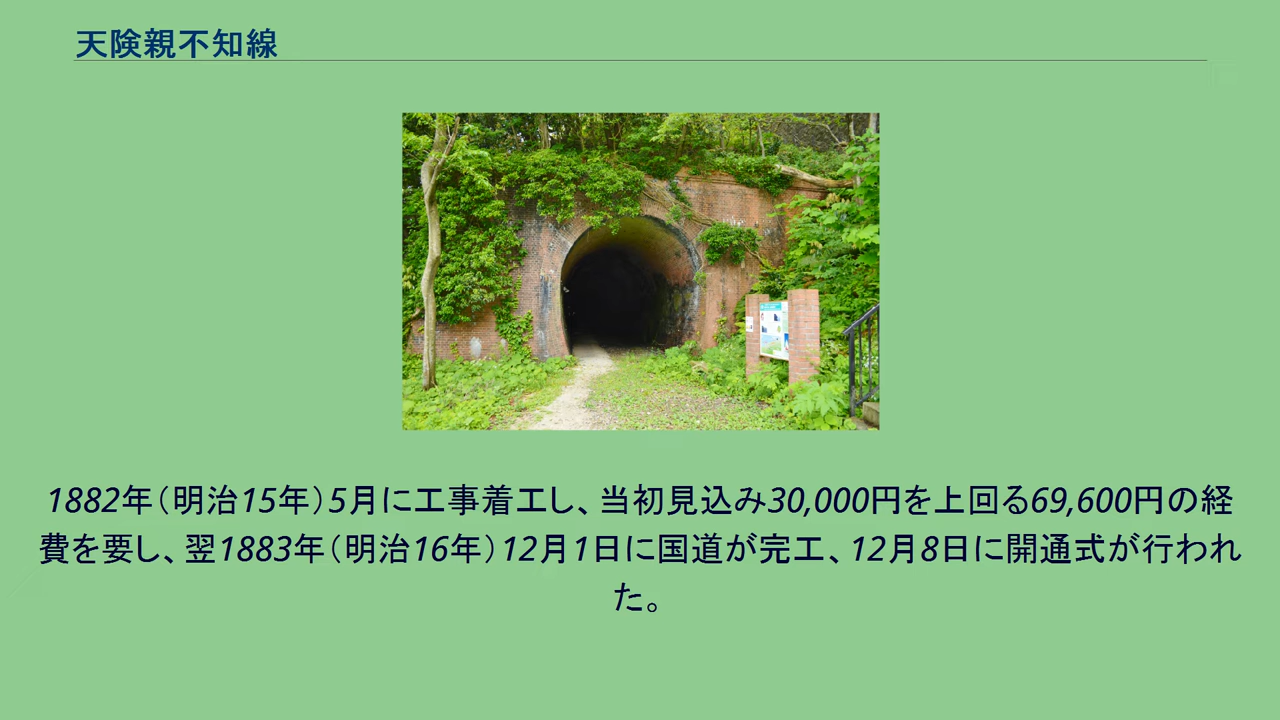 天険親不知線
1882年（明治15年）5月に工事着工し、当初見込み30,000円を上回る69,600円の経
費を要し、翌1883年（明治16年）12月1日に国道が完工、12月8日に開通式が行われ
た。